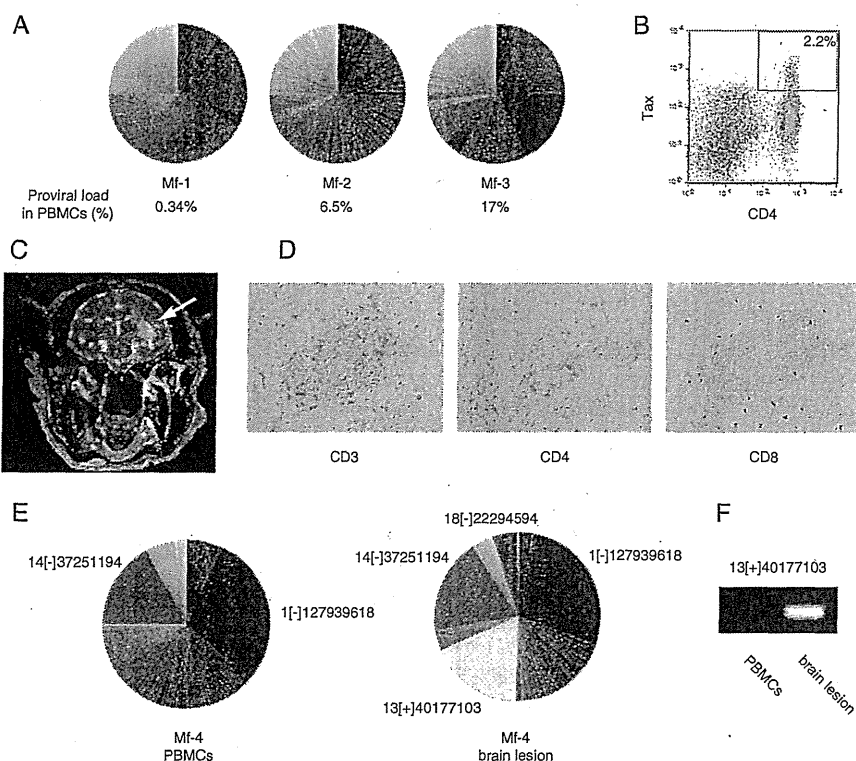 A
Mf-1
Mf-2
Mf-3
Proviral load
in PBMCs (%)
0.34%
6.5%
17%
B
2.2%
Tax
CD4
C
D
CD3
CD4
CD8
E
14[-]37251194
1[-]127939618
Mf-4
PBMCs
18[-]22294594
14[-]37251194
1[-]127939618
13[+]40177103
Mf-4
brain lesion
F
13[+]40177103
PBMCs
brain lesion